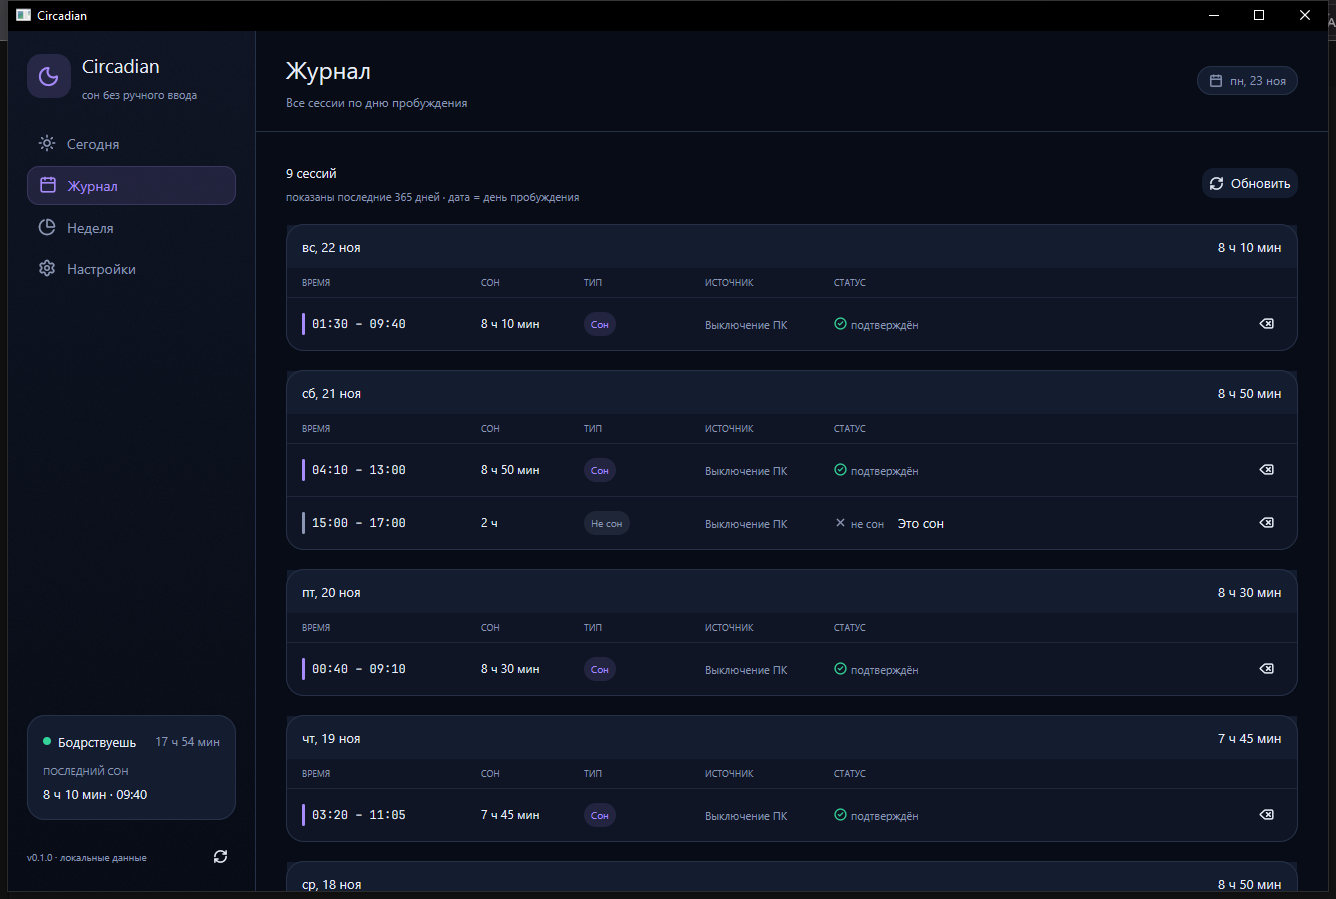 Circadian
Circadian
сон без ручного ввода
Сегодня
Журнал
Неделя
Настройки
Бодрствуешь 17 ч 54 мин
ПОСЛЕДНИЙ СОН
8 ч 10 мин · 09:40
v0.1.0 · локальные данные
Журнал
Все сессии по дню пробуждения
пн, 23 ноя
9 сессий
показаны последние 365 дней · дата = день пробуждения
Обновить
вс, 22 ноя 8 ч 10 мин
ВРЕМЯ СОН ТИП ИСТОЧНИК СТАТУС
01:30 – 09:40 8 ч 10 мин Сон Выключение ПК подтверждён
сб, 21 ноя 8 ч 50 мин
ВРЕМЯ СОН ТИП ИСТОЧНИК СТАТУС
04:10 – 13:00 8 ч 50 мин Сон Выключение ПК подтверждён
15:00 – 17:00 2 ч Не сон Выключение ПК не сон Это сон
пт, 20 ноя 8 ч 30 мин
ВРЕМЯ СОН ТИП ИСТОЧНИК СТАТУС
00:40 – 09:10 8 ч 30 мин Сон Выключение ПК подтверждён
чт, 19 ноя 7 ч 45 мин
ВРЕМЯ СОН ТИП ИСТОЧНИК СТАТУС
03:20 – 11:05 7 ч 45 мин Сон Выключение ПК подтверждён
ср, 18 ноя 8 ч 50 мин